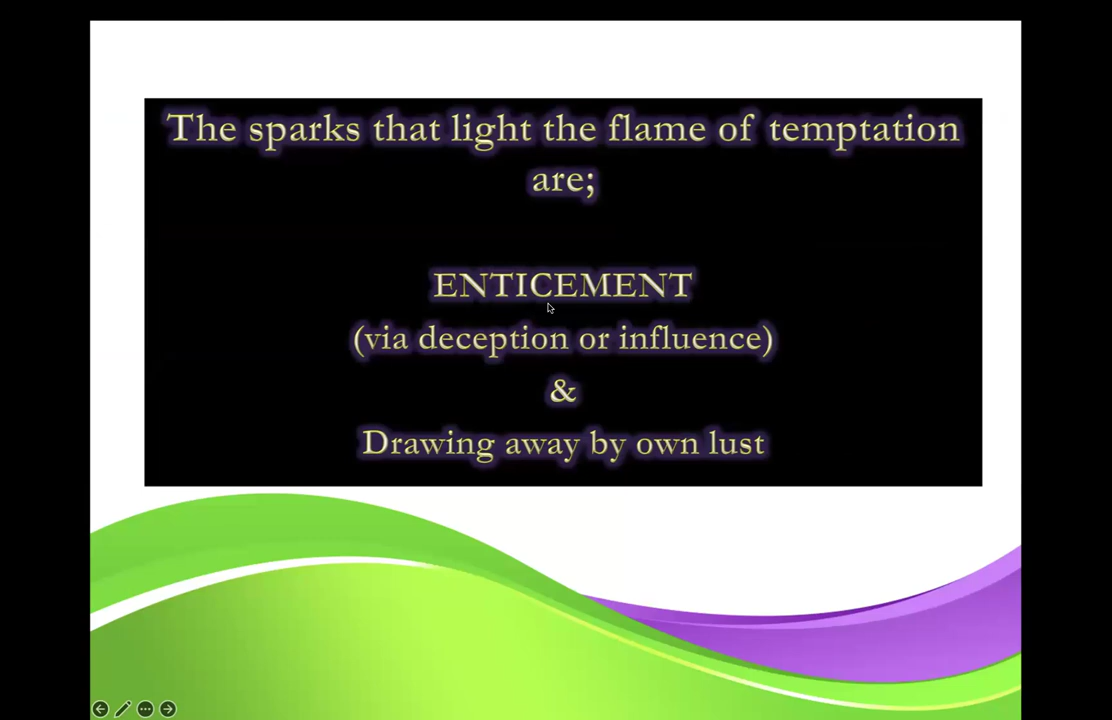 The sparks that light the flame of temptation
are;
ENTICEMENT
(via deception or influence)
&
Drawing away by own lust